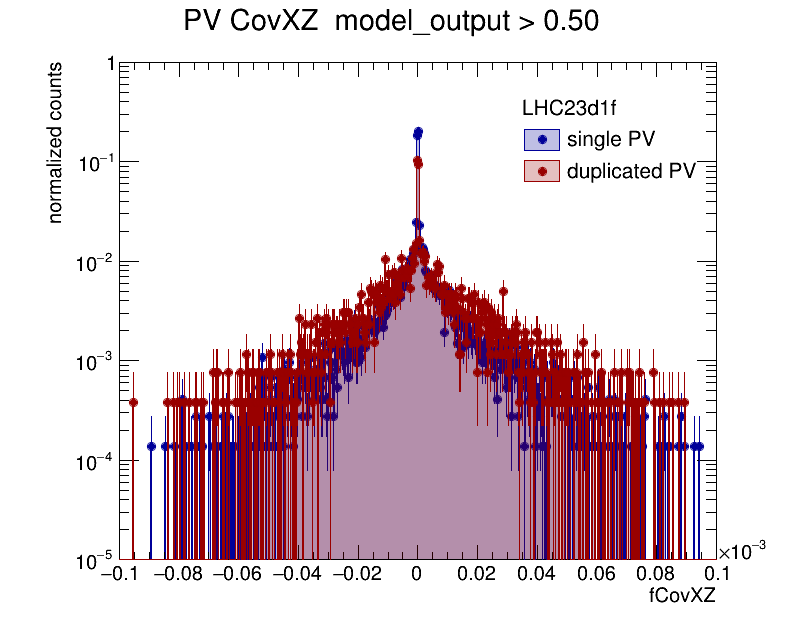 PV CovXZ  model_output > 0.50
normalized counts
LHC23d1f
single PV
duplicated PV
1
10⁻¹
10⁻²
10⁻³
10⁻⁴
10⁻⁵
−0.1 −0.08 −0.06 −0.04 −0.02 0 0.02 0.04 0.06 0.08 0.1
×10⁻³
fCovXZ